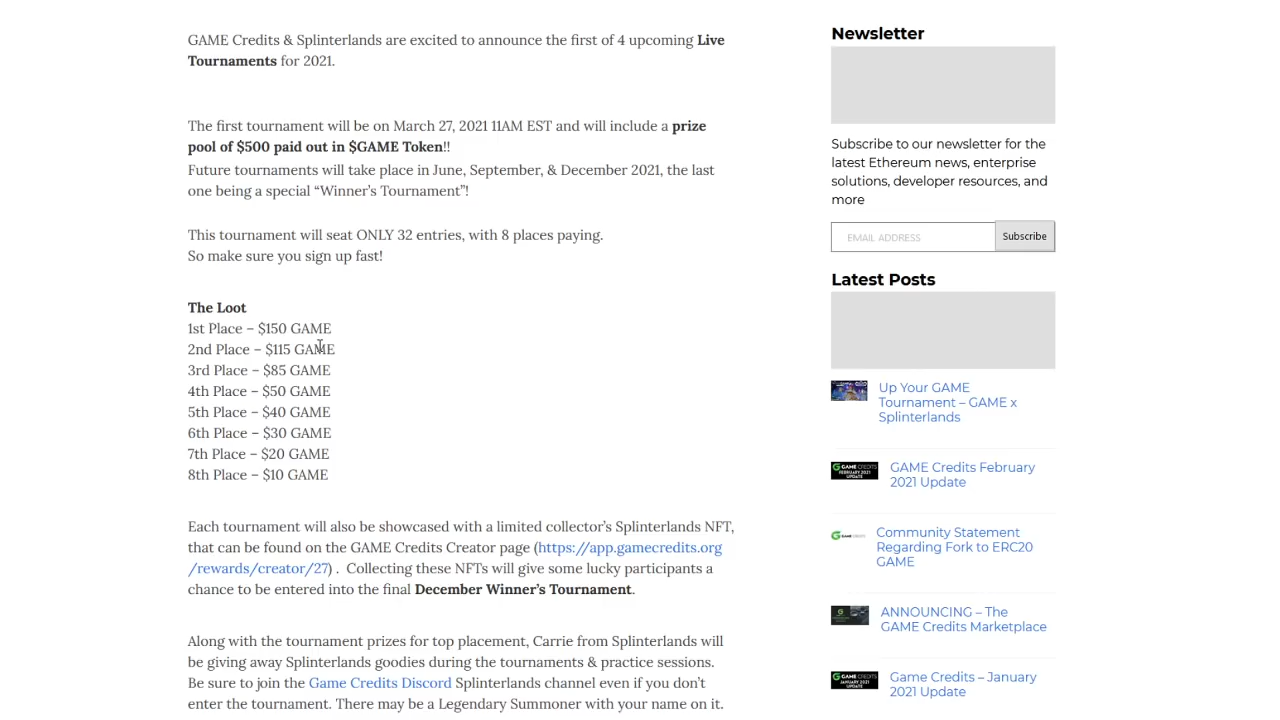 GAME Credits & Splinterlands are excited to announce the first of 4 upcoming Live
Tournaments for 2021.
The first tournament will be on March 27, 2021 11AM EST and will include a prize
pool of $500 paid out in $GAME Token!!
Future tournaments will take place in June, September, & December 2021, the last
one being a special “Winner’s Tournament”!
This tournament will seat ONLY 32 entries, with 8 places paying.
So make sure you sign up fast!
The Loot
1st Place – $150 GAME
2nd Place – $115 GAME
3rd Place – $85 GAME
4th Place – $50 GAME
5th Place – $40 GAME
6th Place – $30 GAME
7th Place – $20 GAME
8th Place – $10 GAME
Each tournament will also be showcased with a limited collector’s Splinterlands NFT,
that can be found on the GAME Credits Creator page (https://app.gamecredits.org
/rewards/creator/27) .  Collecting these NFTs will give some lucky participants a
chance to be entered into the final December Winner’s Tournament.
Along with the tournament prizes for top placement, Carrie from Splinterlands will
be giving away Splinterlands goodies during the tournaments & practice sessions.
Be sure to join the Game Credits Discord Splinterlands channel even if you don’t
enter the tournament. There may be a Legendary Summoner with your name on it.
Newsletter
Subscribe to our newsletter for the
latest Ethereum news, enterprise
solutions, developer resources, and
more
EMAIL ADDRESS
Subscribe
Latest Posts
Up Your GAME
Tournament – GAME x
Splinterlands
GAME CREDITS
FEBRUARY 2021
UPDATE
GAME Credits February
2021 Update
Community Statement
Regarding Fork to ERC20
GAME
ANNOUNCING – The
GAME Credits Marketplace
GAME CREDITS
JANUARY 2021
UPDATE
Game Credits – January
2021 Update